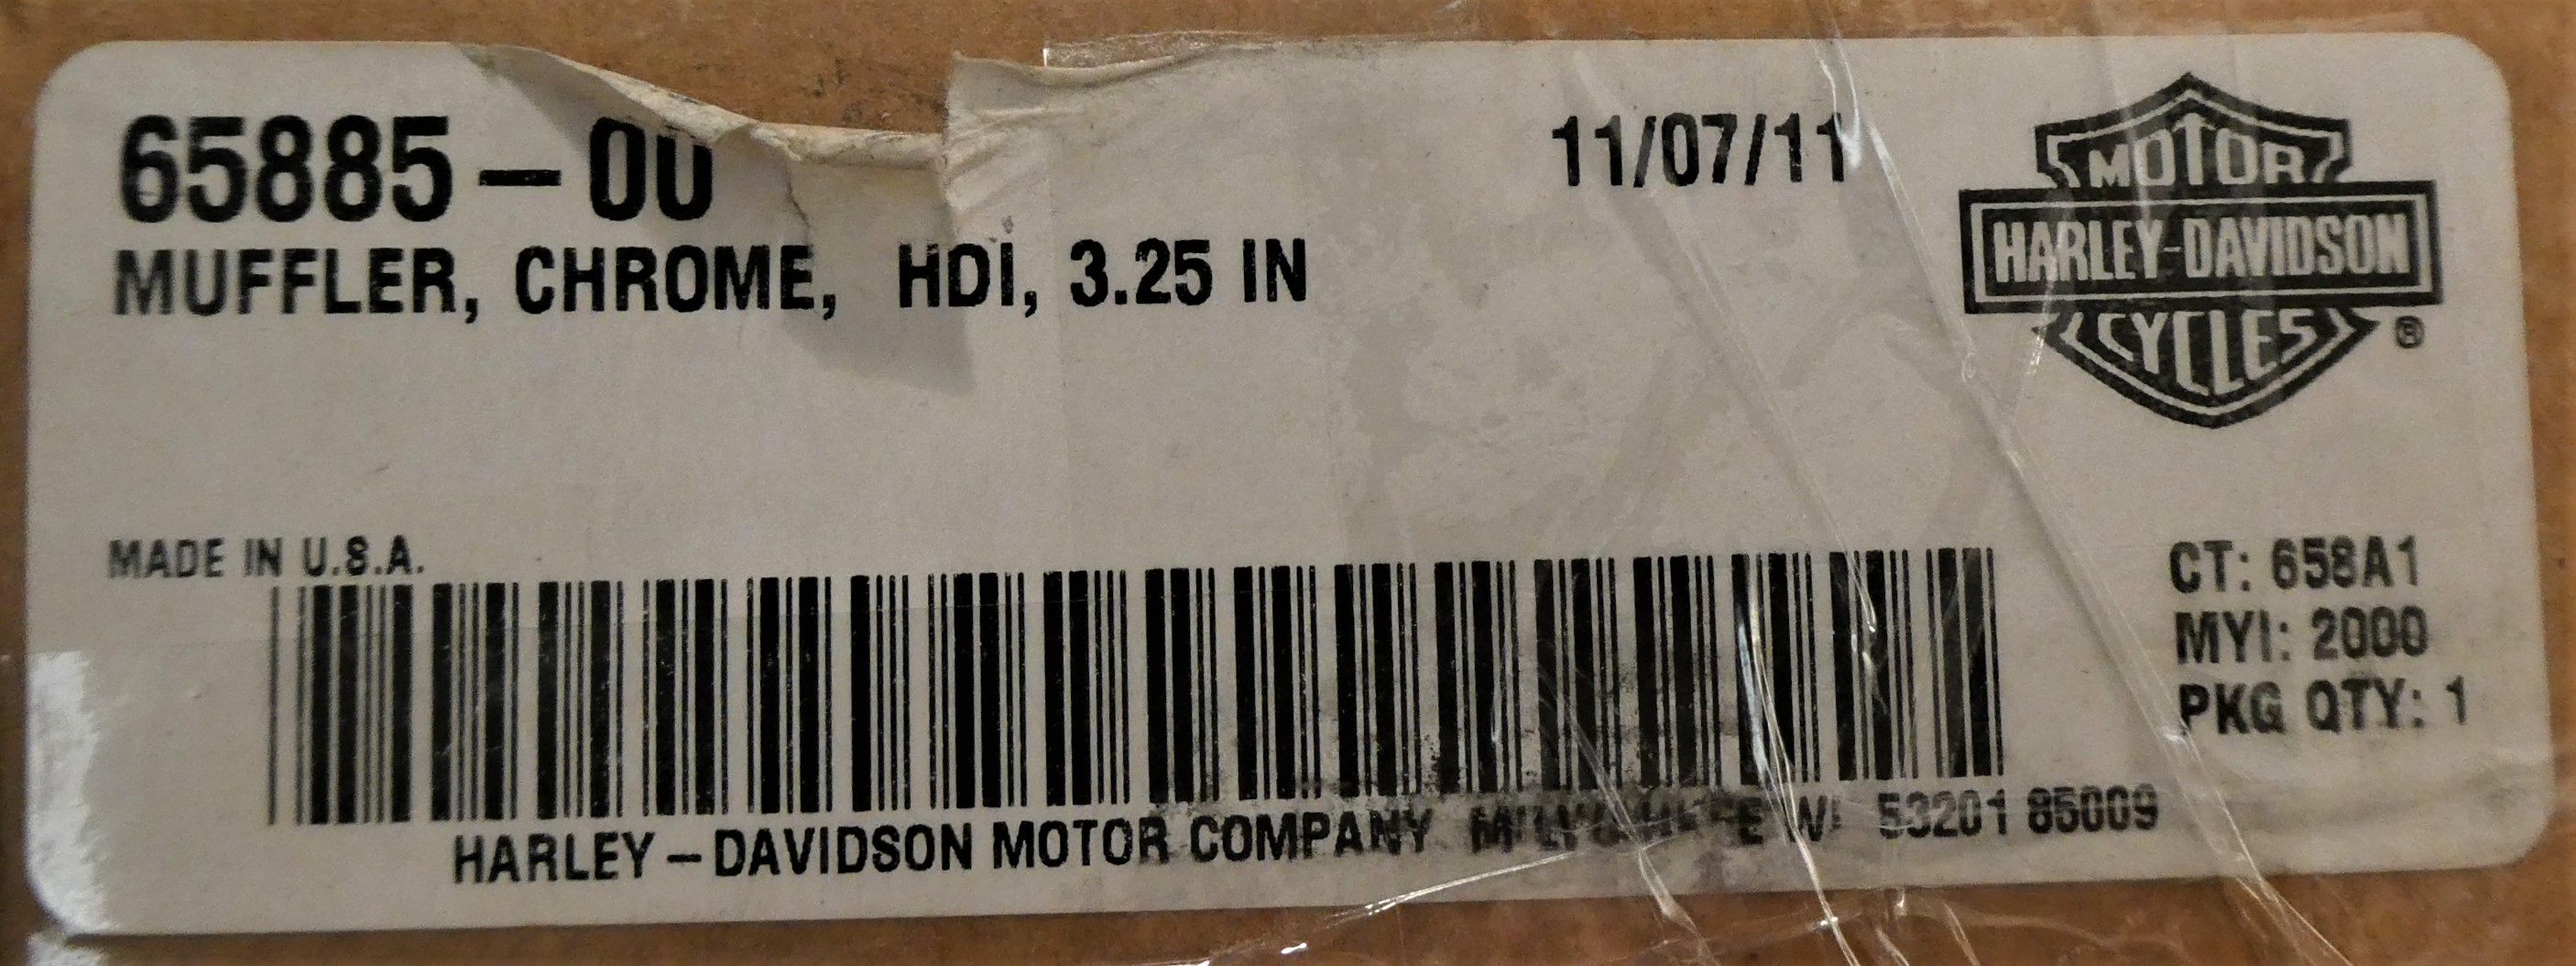 65885-00
11/07/11
MUFFLER, CHROME, HDI, 3.25 IN
MOTOR
HARLEY-DAVIDSON
CYCLES
®
MADE IN U.S.A.
CT: 658A1
MYI: 2000
PKG QTY: 1
HARLEY-DAVIDSON MOTOR COMPANY WI 53201 85009